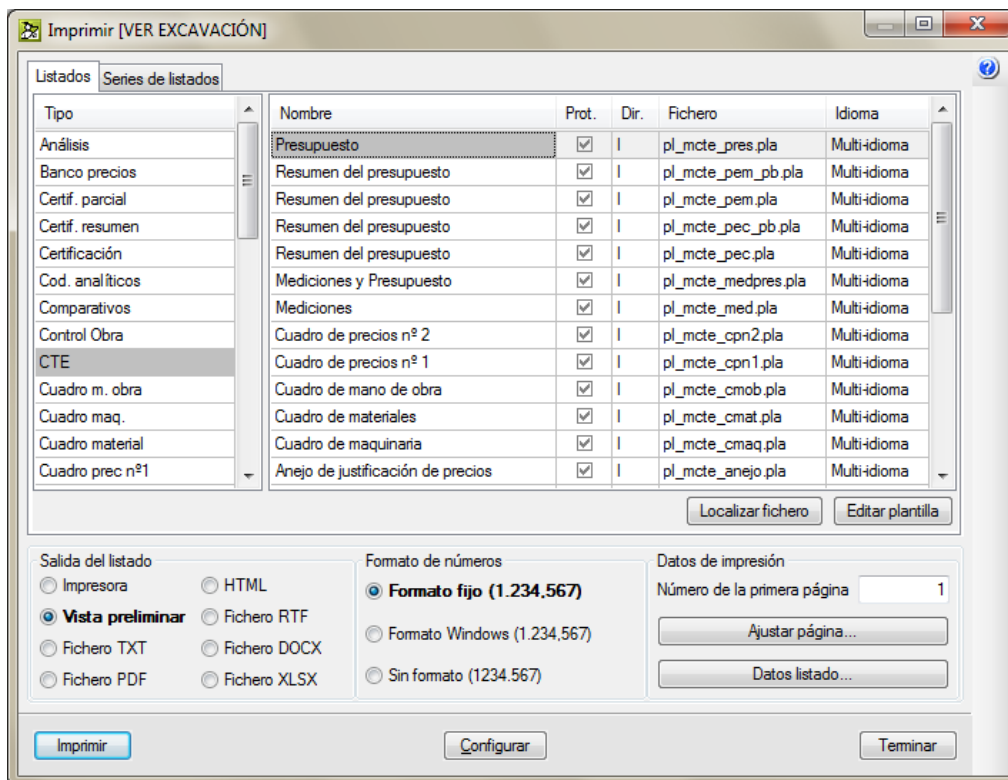 Imprimir [VER EXCAVACIÓN]
Listados Series de listados
Tipo Nombre Prot. Dir. Fichero Idioma
Análisis Presupuesto I pl_mcte_pres.pla Multi-idioma
Banco precios Resumen del presupuesto I pl_mcte_pem_pb.pla Multi-idioma
Certif. parcial Resumen del presupuesto I pl_mcte_pem.pla Multi-idioma
Certif. resumen Resumen del presupuesto I pl_mcte_pec_pb.pla Multi-idioma
Certificación Resumen del presupuesto I pl_mcte_pec.pla Multi-idioma
Cod. analíticos Mediciones y Presupuesto I pl_mcte_medpres.pla Multi-idioma
Comparativos Mediciones I pl_mcte_med.pla Multi-idioma
Control Obra Cuadro de precios nº 2 I pl_mcte_cpn2.pla Multi-idioma
CTE Cuadro de precios nº 1 I pl_mcte_cpn1.pla Multi-idioma
Cuadro m. obra Cuadro de mano de obra I pl_mcte_cmob.pla Multi-idioma
Cuadro maq. Cuadro de materiales I pl_mcte_cmat.pla Multi-idioma
Cuadro material Cuadro de maquinaria I pl_mcte_cmaq.pla Multi-idioma
Cuadro prec nº1 Anejo de justificación de precios I pl_mcte_anejo.pla Multi-idioma
Localizar fichero Editar plantilla
Salida del listado Formato de números Datos de impresión
Impresora HTML Formato fijo (1.234,567) Número de la primera página 1
Vista preliminar Fichero RTF Formato Windows (1.234,567) Ajustar página...
Fichero TXT Fichero DOCX Sin formato (1234.567) Datos listado...
Fichero PDF Fichero XLSX
Imprimir Configurar Terminar